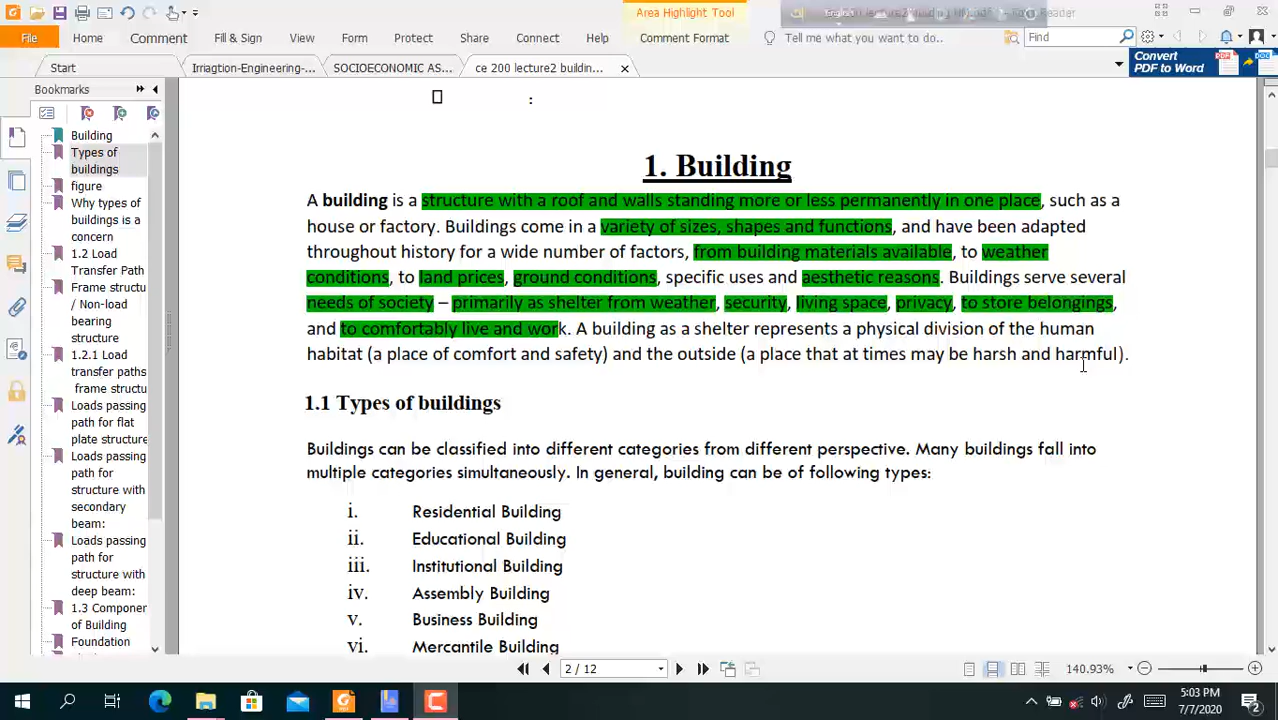 Area Highlight Tool
File Home Comment Fill & Sign View Form Protect Share Connect Help Comment Format Tell me what you want to do.. Find
Start Irriagtion-Engineering-... SOCIOECONOMIC AS... ce 200 lecture2 buildin... Convert PDF to Word
Bookmarks
Building
Types of
buildings
figure
Why types of
buildings is a
concern
1.2 Load
Transfer Path
Frame structu
/ Non-load
bearing
structure
1.2.1 Load
transfer paths
frame structu
Loads passing
path for flat
plate structure
Loads passing
path for
structure with
secondary
beam:
Loads passing
path for
structure with
deep beam:
1.3 Component
of Building
Foundation
:
1. Building
A building is a structure with a roof and walls standing more or less permanently in one place, such as a
house or factory. Buildings come in a variety of sizes, shapes and functions, and have been adapted
throughout history for a wide number of factors, from building materials available, to weather
conditions, to land prices, ground conditions, specific uses and aesthetic reasons. Buildings serve several
needs of society – primarily as shelter from weather, security, living space, privacy, to store belongings,
and to comfortably live and work. A building as a shelter represents a physical division of the human
habitat (a place of comfort and safety) and the outside (a place that at times may be harsh and harmful).
1.1 Types of buildings
Buildings can be classified into different categories from different perspective. Many buildings fall into
multiple categories simultaneously. In general, building can be of following types:
i. Residential Building
ii. Educational Building
iii. Institutional Building
iv. Assembly Building
v. Business Building
vi. Mercantile Building
2 / 12 140.93%
5:03 PM
7/7/2020
2